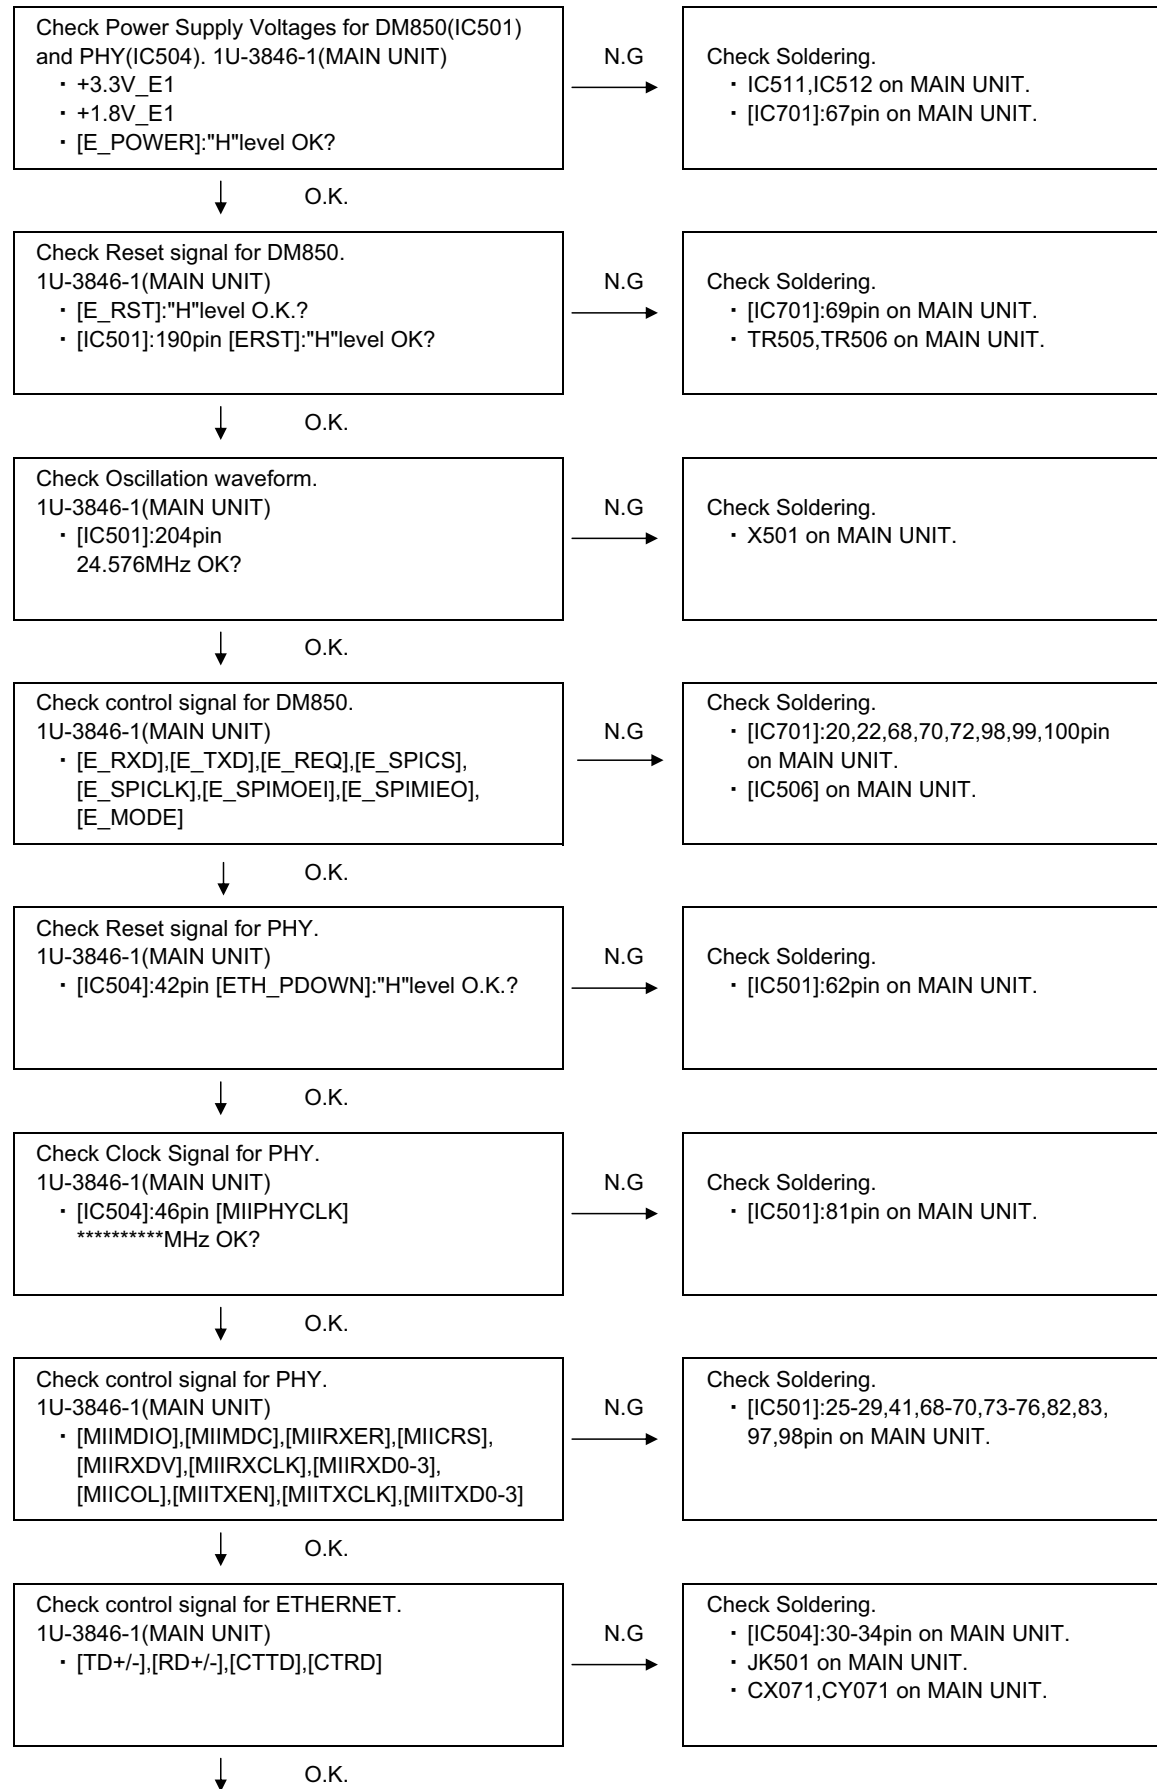 Check Power Supply Voltages for DM850(IC501)
and PHY(IC504). 1U-3846-1(MAIN UNIT)
・+3.3V_E1
・+1.8V_E1
・[E_POWER]:"H"level OK?
N.G
Check Soldering.
・IC511,IC512 on MAIN UNIT.
・[IC701]:67pin on MAIN UNIT.
O.K.
Check Reset signal for DM850.
1U-3846-1(MAIN UNIT)
・[E_RST]:"H"level O.K.?
・[IC501]:190pin [ERST]:"H"level OK?
N.G
Check Soldering.
・[IC701]:69pin on MAIN UNIT.
・TR505,TR506 on MAIN UNIT.
O.K.
Check Oscillation waveform.
1U-3846-1(MAIN UNIT)
・[IC501]:204pin
24.576MHz OK?
N.G
Check Soldering.
・X501 on MAIN UNIT.
O.K.
Check control signal for DM850.
1U-3846-1(MAIN UNIT)
・[E_RXD],[E_TXD],[E_REQ],[E_SPICS],
[E_SPICLK],[E_SPIMOEI],[E_SPIMIEO],
[E_MODE]
N.G
Check Soldering.
・[IC701]:20,22,68,70,72,98,99,100pin
on MAIN UNIT.
・[IC506] on MAIN UNIT.
O.K.
Check Reset signal for PHY.
1U-3846-1(MAIN UNIT)
・[IC504]:42pin [ETH_PDOWN]:"H"level O.K.?
N.G
Check Soldering.
・[IC501]:62pin on MAIN UNIT.
O.K.
Check Clock Signal for PHY.
1U-3846-1(MAIN UNIT)
・[IC504]:46pin [MIIPHYCLK]
**********MHz OK?
N.G
Check Soldering.
・[IC501]:81pin on MAIN UNIT.
O.K.
Check control signal for PHY.
1U-3846-1(MAIN UNIT)
・[MIIMDIO],[MIIMDC],[MIIRXER],[MIICRS],
[MIIRXDV],[MIIRXCLK],[MIIRXD0-3],
[MIICOL],[MIITXEN],[MIITXCLK],[MIITXD0-3]
N.G
Check Soldering.
・[IC501]:25-29,41,68-70,73-76,82,83,
97,98pin on MAIN UNIT.
O.K.
Check control signal for ETHERNET.
1U-3846-1(MAIN UNIT)
・[TD+/-],[RD+/-],[CTTD],[CTRD]
N.G
Check Soldering.
・[IC504]:30-34pin on MAIN UNIT.
・JK501 on MAIN UNIT.
・CX071,CY071 on MAIN UNIT.
O.K.